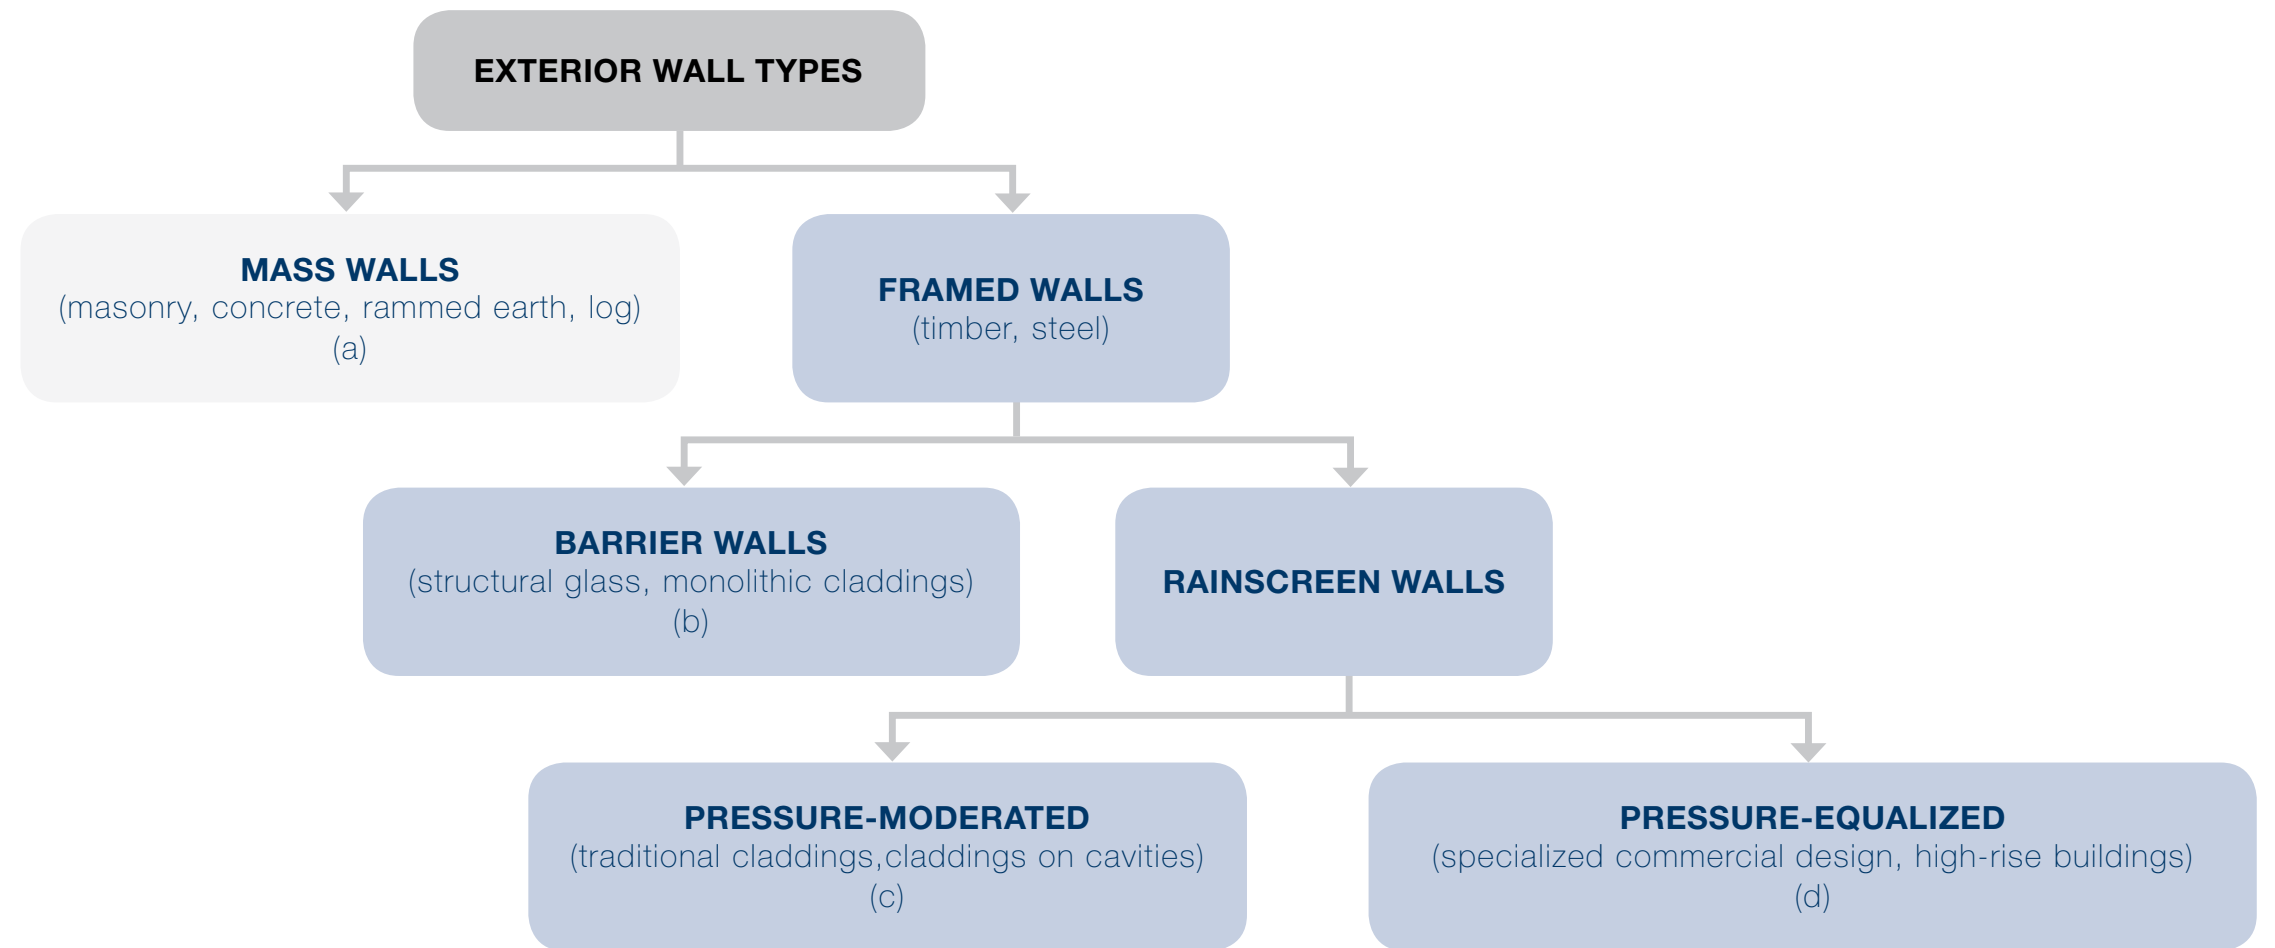 EXTERIOR WALL TYPES
MASS WALLS
(masonry, concrete, rammed earth, log)
(a)
FRAMED WALLS
(timber, steel)
BARRIER WALLS
(structural glass, monolithic claddings)
(b)
RAINSCREEN WALLS
PRESSURE-MODERATED
(traditional claddings,claddings on cavities)
(c)
PRESSURE-EQUALIZED
(specialized commercial design, high-rise buildings)
(d)